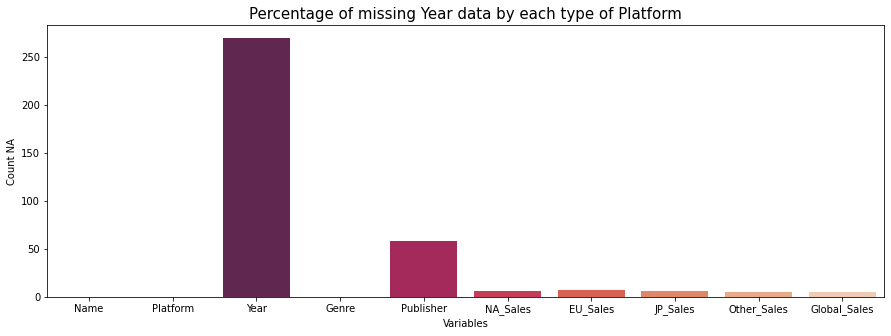 Percentage of missing Year data by each type of Platform
250
200
150
100
50
0
Count NA
Name Platform Year Genre Publisher NA_Sales EU_Sales JP_Sales Other_Sales Global_Sales
Variables